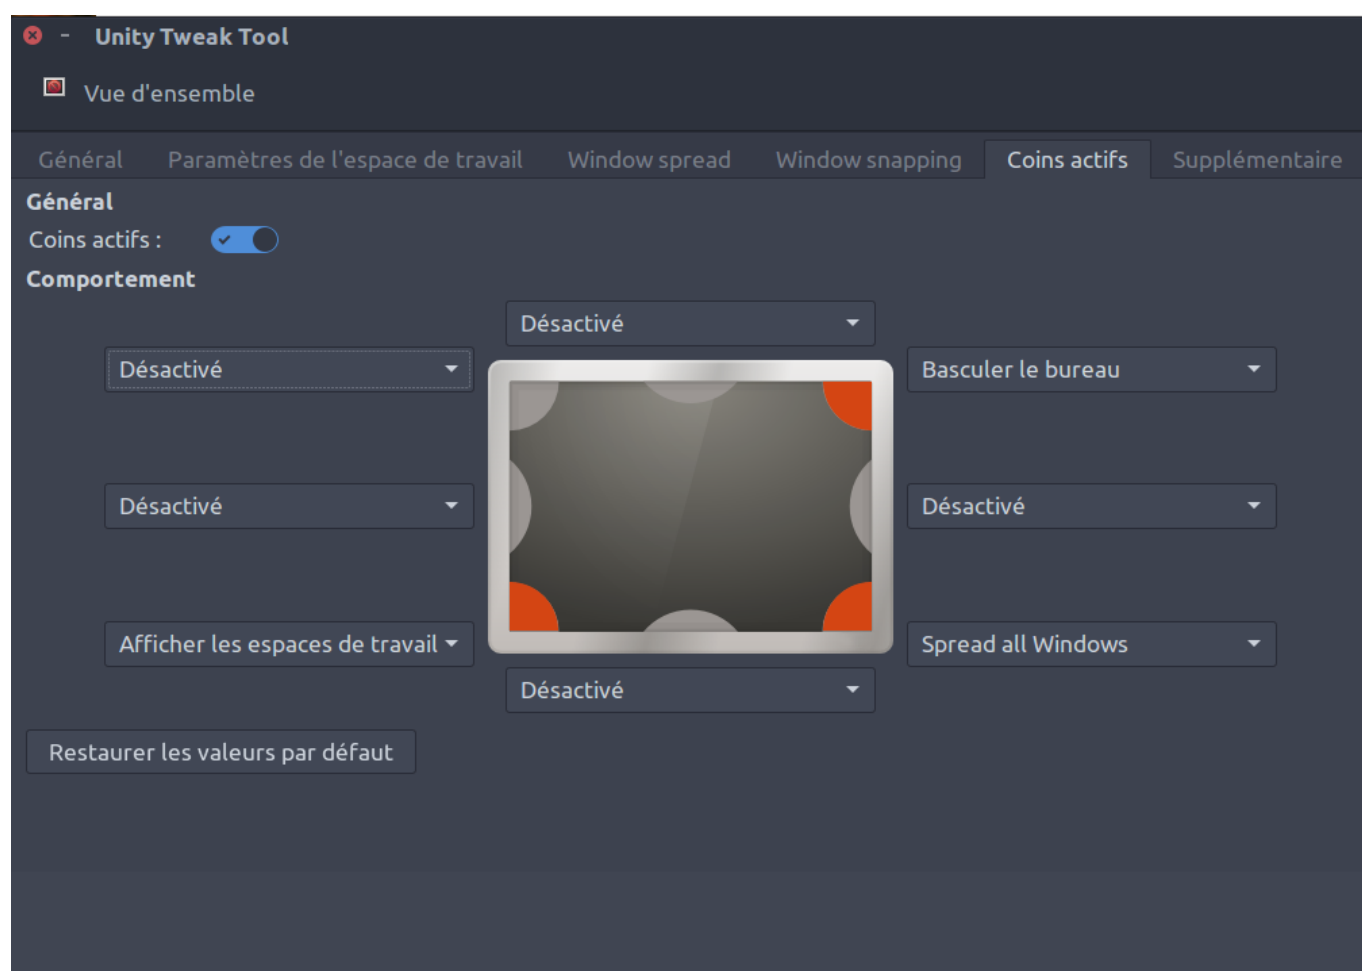 Unity Tweak Tool
Vue d'ensemble
Général Paramètres de l'espace de travail Window spread Window snapping Coins actifs Supplémentaire
Général
Coins actifs :
Comportement
Désactivé
Désactivé Basculer le bureau
Désactivé Désactivé
Afficher les espaces de travail Spread all Windows
Désactivé
Restaurer les valeurs par défaut